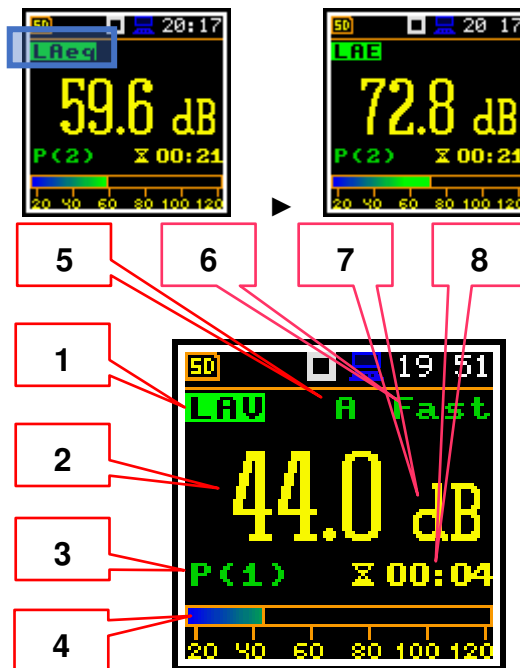 SD 20:17
LAeq
59.6 dB
P(2) 00:21
20 40 60 80 100 120
SD 20 17
LAE
72.8 dB
P(2) 00:21
20 40 60 80 100 120
5 6 7 8
1
2
3
4
SD 19 51
LAV A Fast
44.0 dB
P(1) 00:04
20 40 60 80 100 120